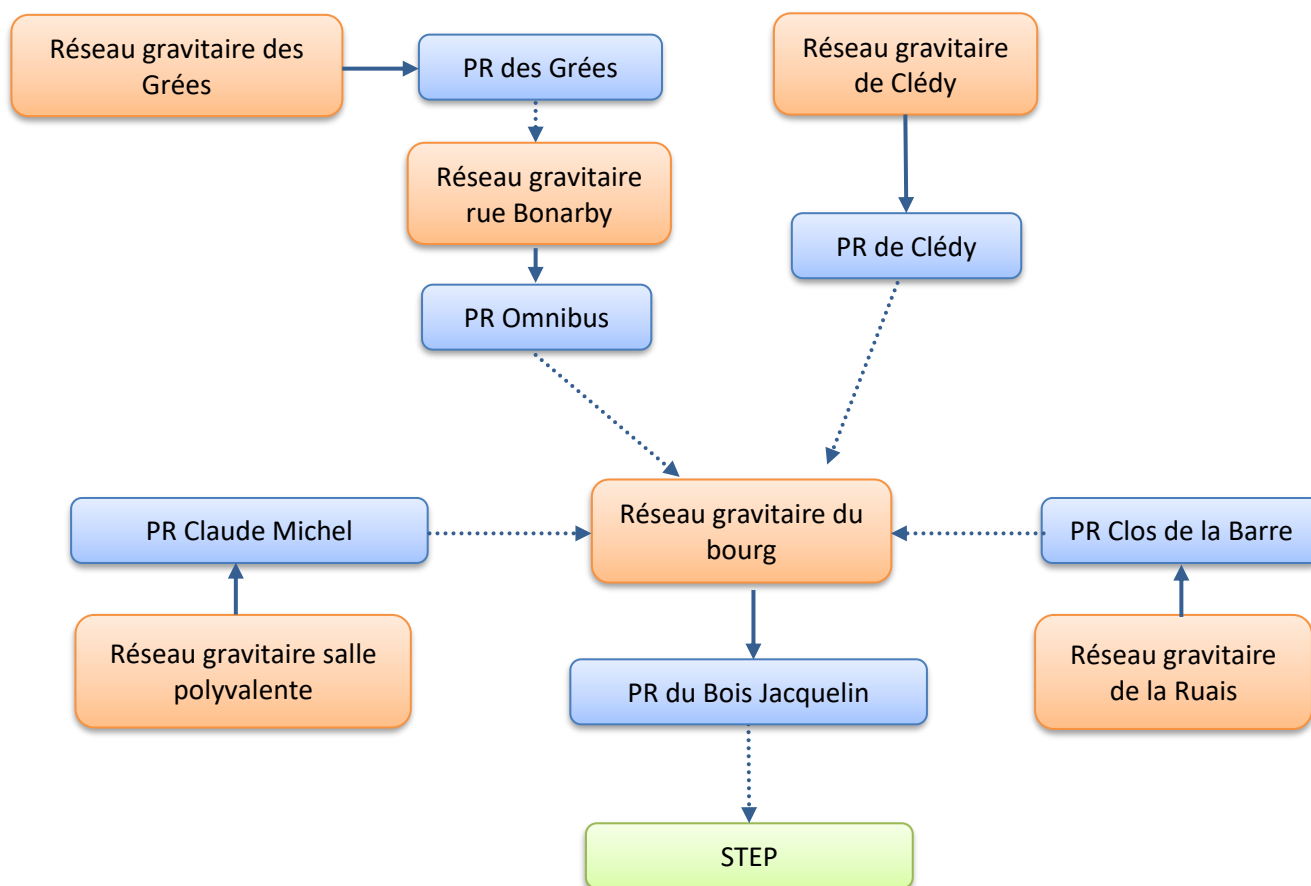 Réseau gravitaire des
Grées
PR des Grées
Réseau gravitaire
de Clédy
Réseau gravitaire
rue Bonarby
PR de Clédy
PR Omnibus
PR Claude Michel
Réseau gravitaire du
bourg
PR Clos de la Barre
Réseau gravitaire salle
polyvalente
PR du Bois Jacquelin
Réseau gravitaire
de la Ruais
STEP